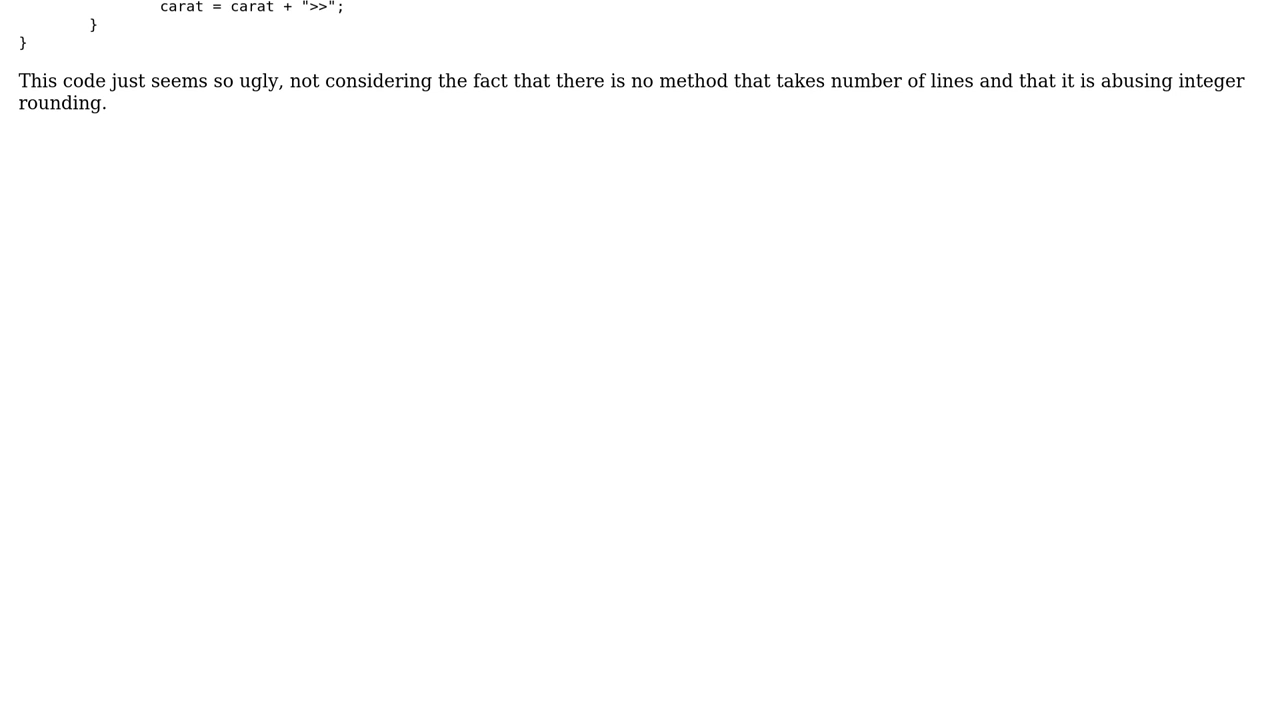 carat = carat + ">>";
}
}
This code just seems so ugly, not considering the fact that there is no method that takes number of lines and that it is abusing integer
rounding.